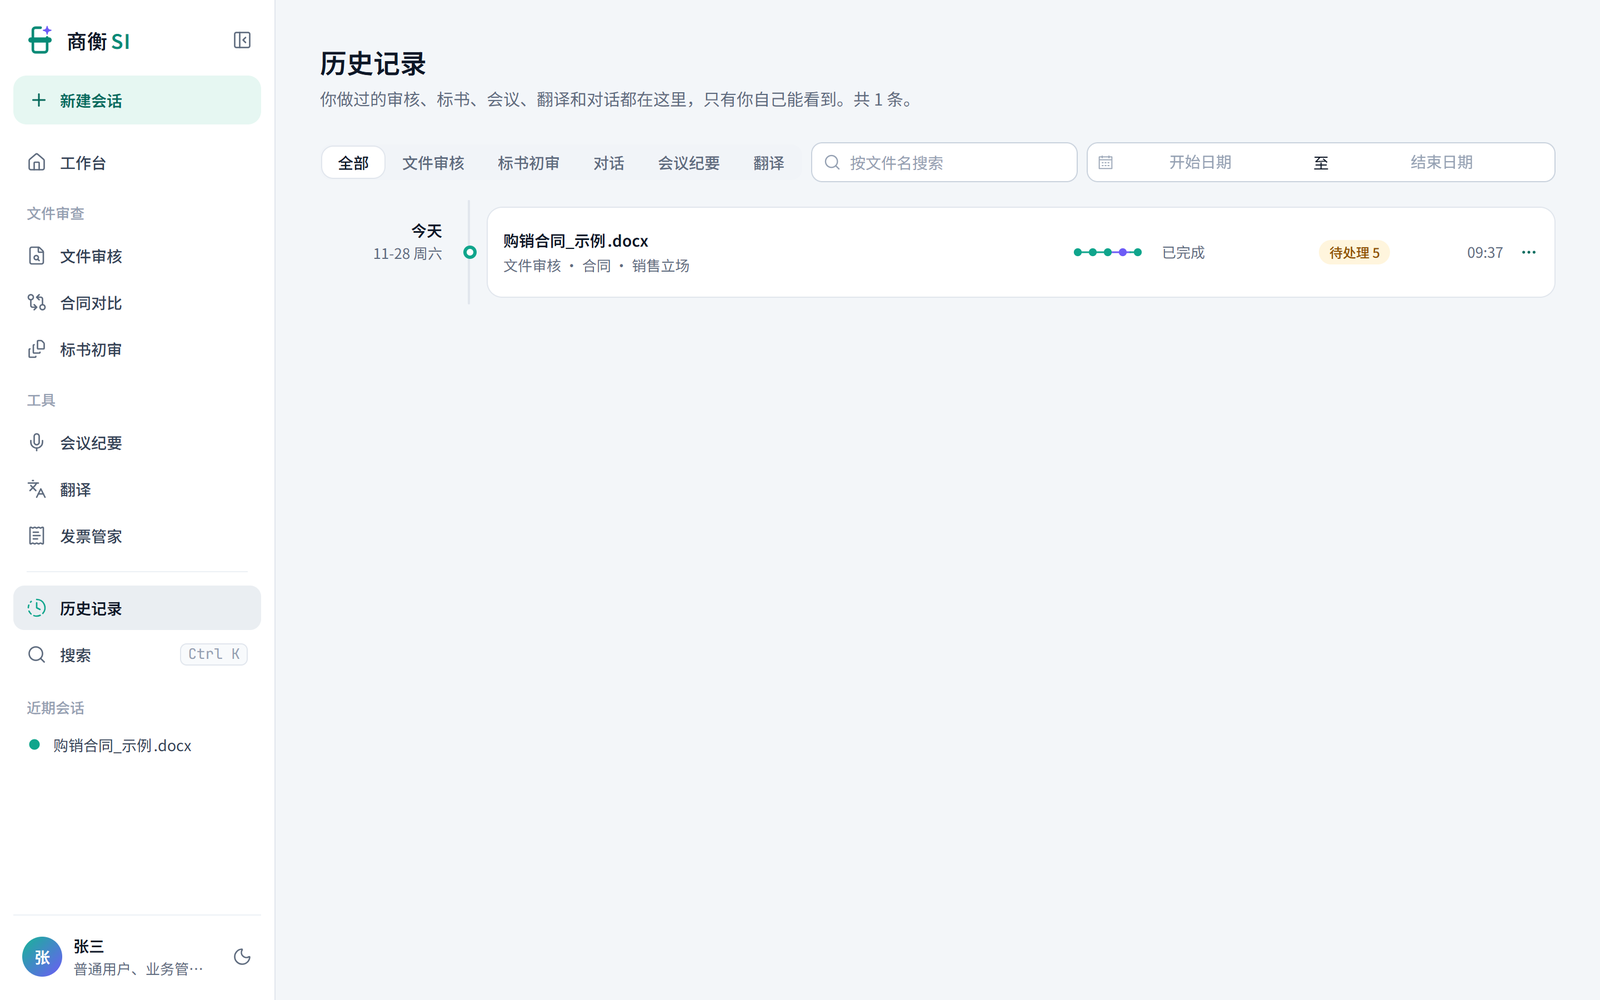 商衡 SI
新建会话
工作台
文件审查
文件审核
合同对比
标书初审
工具
会议纪要
翻译
发票管家
历史记录
搜索 Ctrl K
近期会话
购销合同_示例.docx
张
张三
普通用户、业务管…
历史记录
你做过的审核、标书、会议、翻译和对话都在这里，只有你自己能看到。共 1 条。
全部 文件审核 标书初审 对话 会议纪要 翻译 按文件名搜索 开始日期 至 结束日期
今天
11-28 周六
购销合同_示例.docx
文件审核 · 合同 · 销售立场
已完成 待处理 5 09:37